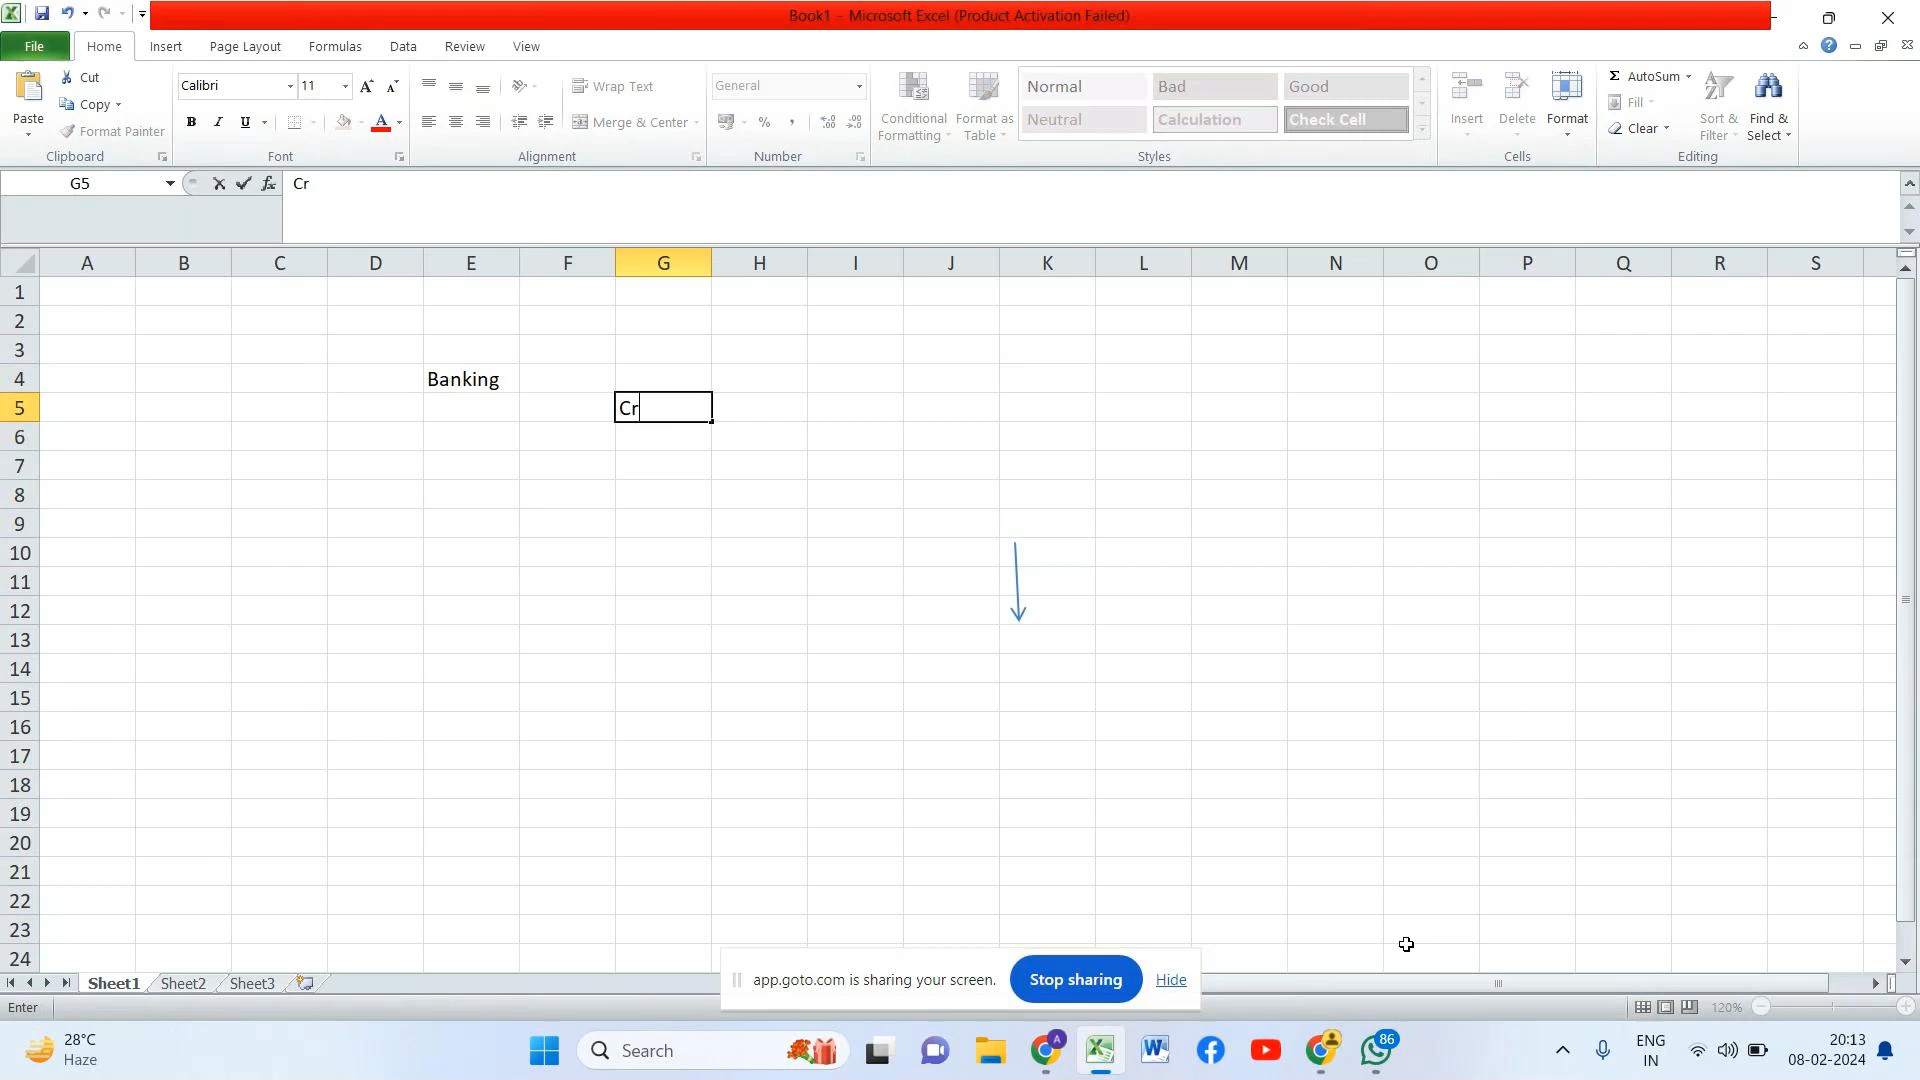 Book1 - Microsoft Excel (Product Activation Failed)
File Home Insert Page Layout Formulas Data Review View
Paste
Cut
Copy
Format Painter
Clipboard
Calibri 11
B I U
Font
Wrap Text
Merge & Center
Alignment
General
%
Number
Conditional Formatting
Format as Table
Normal Bad Good
Neutral Calculation Check Cell
Styles
Insert Delete Format
Cells
AutoSum
Fill
Clear
Sort & Filter
Find & Select
Editing
G5 fx Cr
A B C D E F G H I J K L M N O P Q R S
1
2
3
4 Banking
5 Cr
6
7
8
9
10
11
12
13
14
15
16
17
18
19
20
21
22
23
24
Sheet1 Sheet2 Sheet3
app.goto.com is sharing your screen. Stop sharing Hide
Enter 120%
28°C
Haze
Search
86
ENG
IN
20:13
08-02-2024